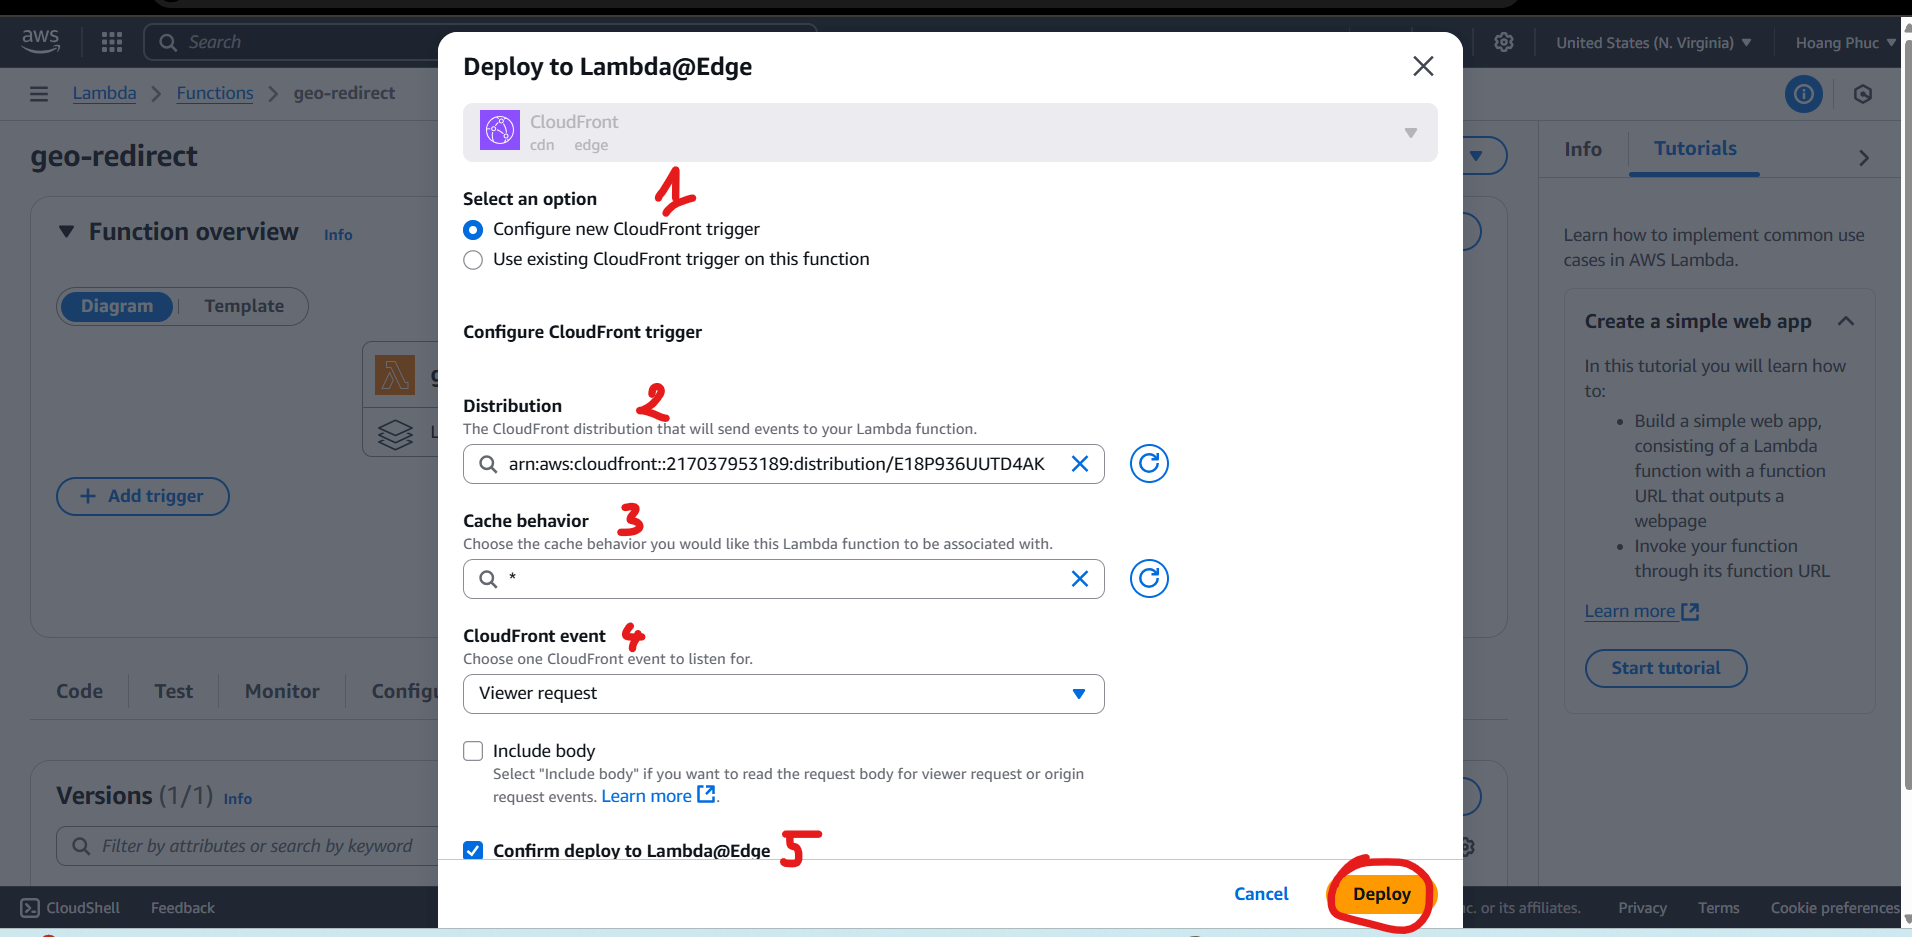 aws
Search
United States (N. Virginia)
Hoang Phuc
Lambda
Functions
geo-redirect
geo-redirect
Function overview
Info
Diagram
Template
Add trigger
Code
Test
Monitor
Versions (1/1)
Info
Filter by attributes or search by keyword
Deploy to Lambda@Edge
CloudFront
cdn edge
1
Select an option
Configure new CloudFront trigger
Use existing CloudFront trigger on this function
Configure CloudFront trigger
Distribution 2
The CloudFront distribution that will send events to your Lambda function.
arn:aws:cloudfront::217037953189:distribution/E18P936UUTD4AK
Cache behavior 3
Choose the cache behavior you would like this Lambda function to be associated with.
*
CloudFront event 4
Choose one CloudFront event to listen for.
Viewer request
Include body
Select "Include body" if you want to read the request body for viewer request or origin
request events. Learn more.
Confirm deploy to Lambda@Edge 5
Cancel
Deploy
Info
Tutorials
Learn how to implement common use
cases in AWS Lambda.
Create a simple web app
In this tutorial you will learn how
to:
• Build a simple web app,
consisting of a Lambda
function with a function
URL that outputs a
webpage
• Invoke your function
through its function URL
Learn more
Start tutorial
CloudShell
Feedback
or its affiliates.
Privacy
Terms
Cookie preferences